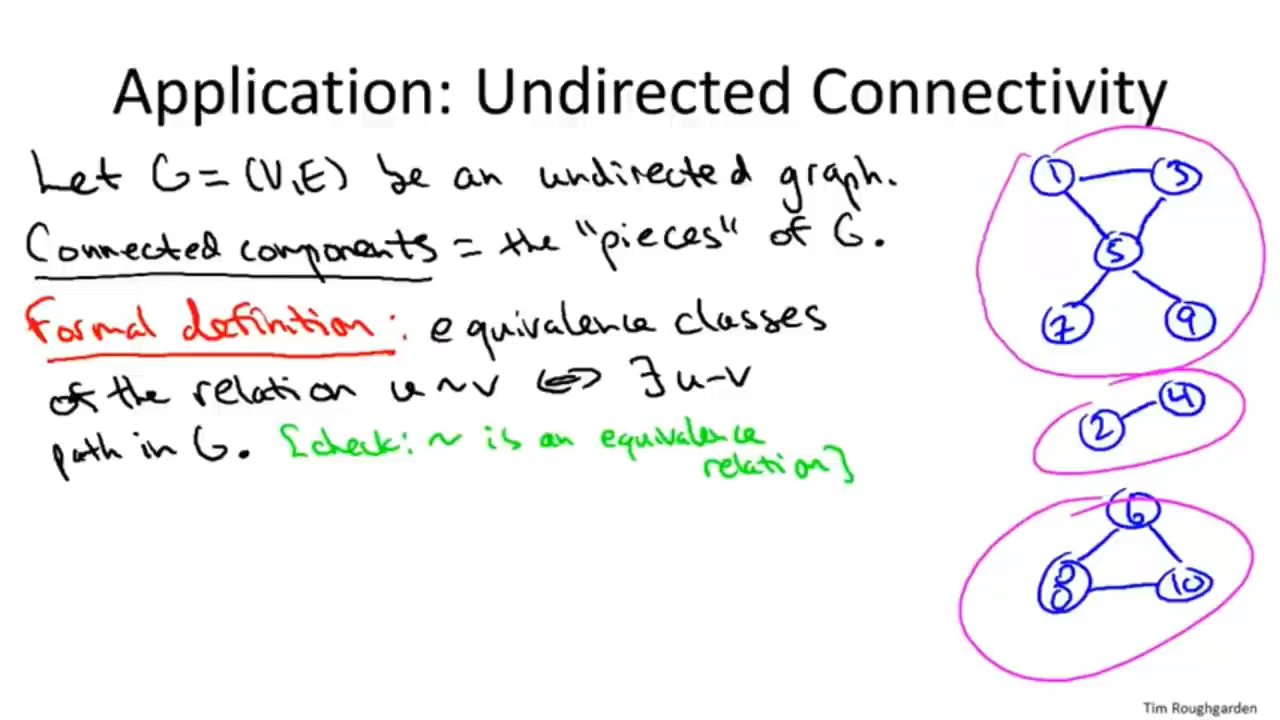 Application: Undirected Connectivity
Let G = (V,E) be an undirected graph.
Connected components = the "pieces" of G.
Formal definition: equivalence classes
of the relation u ~ v <=> ∃ u-v
path in G. [check: ~ is an equivalence
relation]
1 3
5
7 9
2 4
6
8 10
Tim Roughgarden